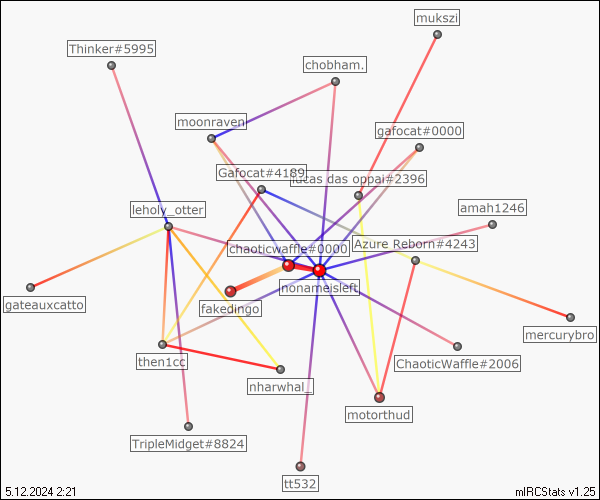 mukszi
Thinker#5995
chobham.
moonraven
gafocat#0000
Gafocat#4189
lucas das oppai#2396
leholy_otter
amah1246
chaoticwaffle#0000
Azure Reborn#4243
nonameisleft
gateauxcatto
fakedingo
mercurybro
then1cc
ChaoticWaffle#2006
nharwhal_
motorthud
TripleMidget#8824
tt532
5.12.2024 2:21
mIRCStats v1.25